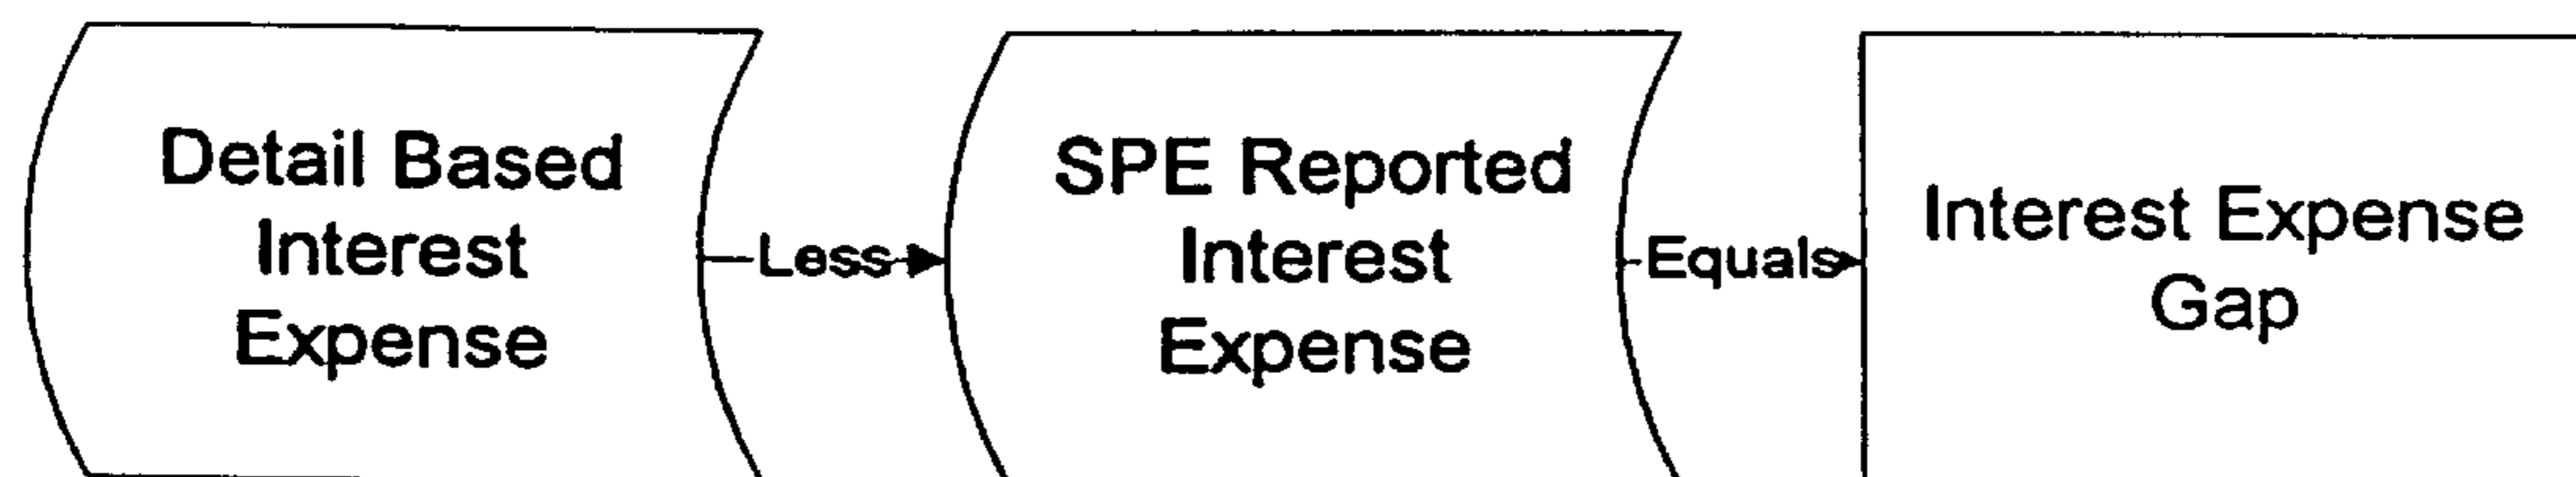 Detail Based
Interest
Expense
Less
SPE Reported
Interest
Expense
Equals
Interest Expense
Gap